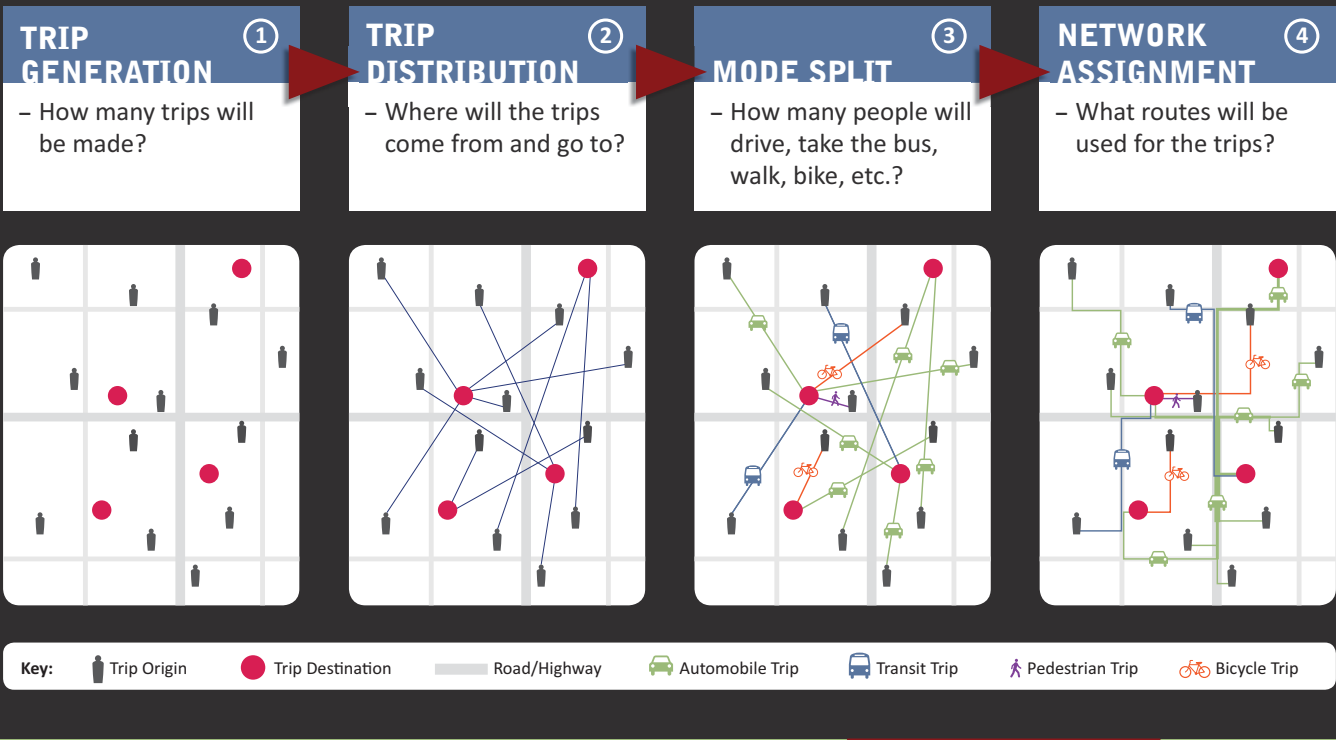 TRIP
GENERATION
1
– How many trips will
be made?
TRIP
DISTRIBUTION
2
– Where will the trips
come from and go to?
MODE SPLIT
3
– How many people will
drive, take the bus,
walk, bike, etc.?
NETWORK
ASSIGNMENT
4
– What routes will be
used for the trips?
Key:
Trip Origin
Trip Destination
Road/Highway
Automobile Trip
Transit Trip
Pedestrian Trip
Bicycle Trip